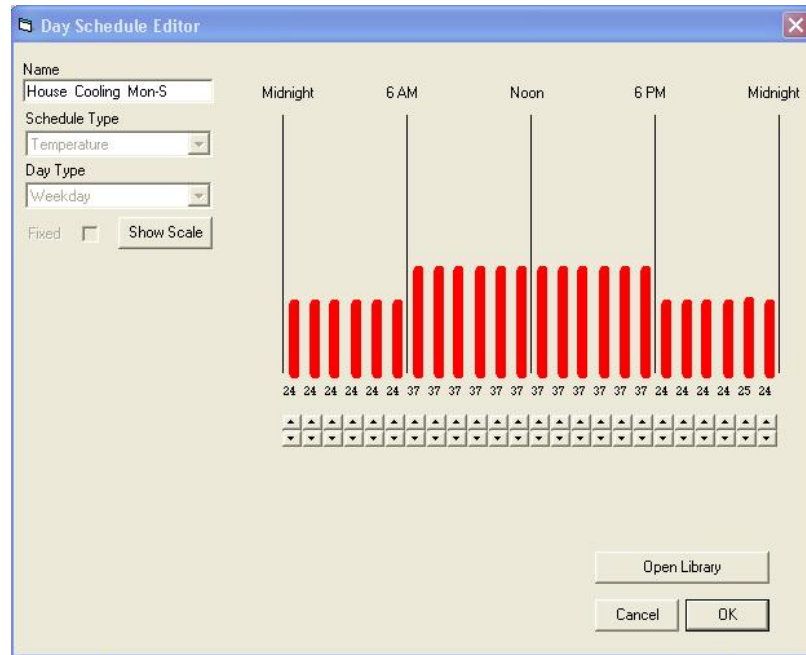 Day Schedule Editor
Name
House Cooling Mon-S
Schedule Type
Temperature
Day Type
Weekday
Fixed
Show Scale
Midnight 6 AM Noon 6 PM Midnight
24 24 24 24 24 24 37 37 37 37 37 37 37 37 37 37 37 37 24 24 24 24 25 24
Open Library
Cancel OK